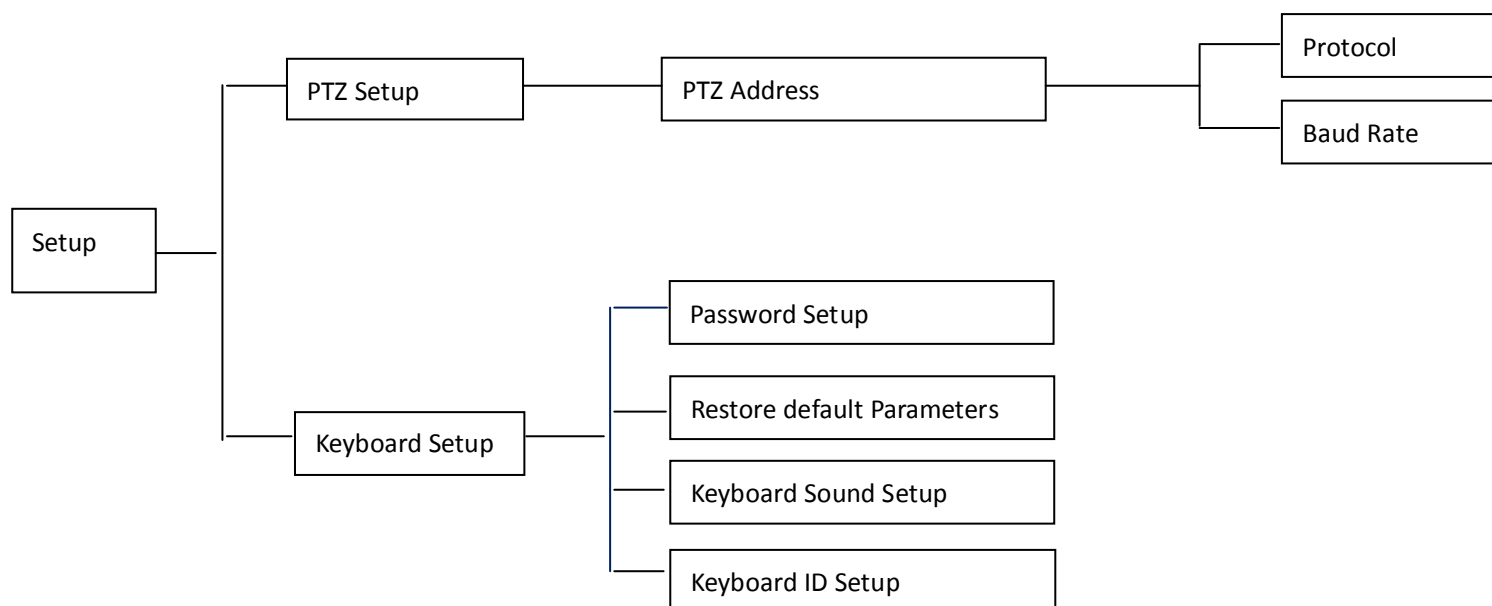 Protocol
PTZ Setup
PTZ Address
Baud Rate
Setup
Password Setup
Restore default Parameters
Keyboard Setup
Keyboard Sound Setup
Keyboard ID Setup